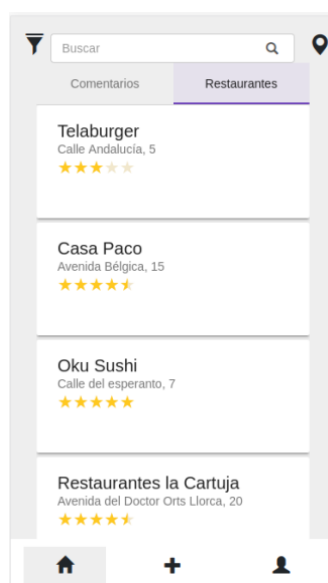 Buscar
Comentarios
Restaurantes
Telaburger
Calle Andalucía, 5
Casa Paco
Avenida Bélgica, 15
Oku Sushi
Calle del esperanto, 7
Restaurantes la Cartuja
Avenida del Doctor Orts Llorca, 20